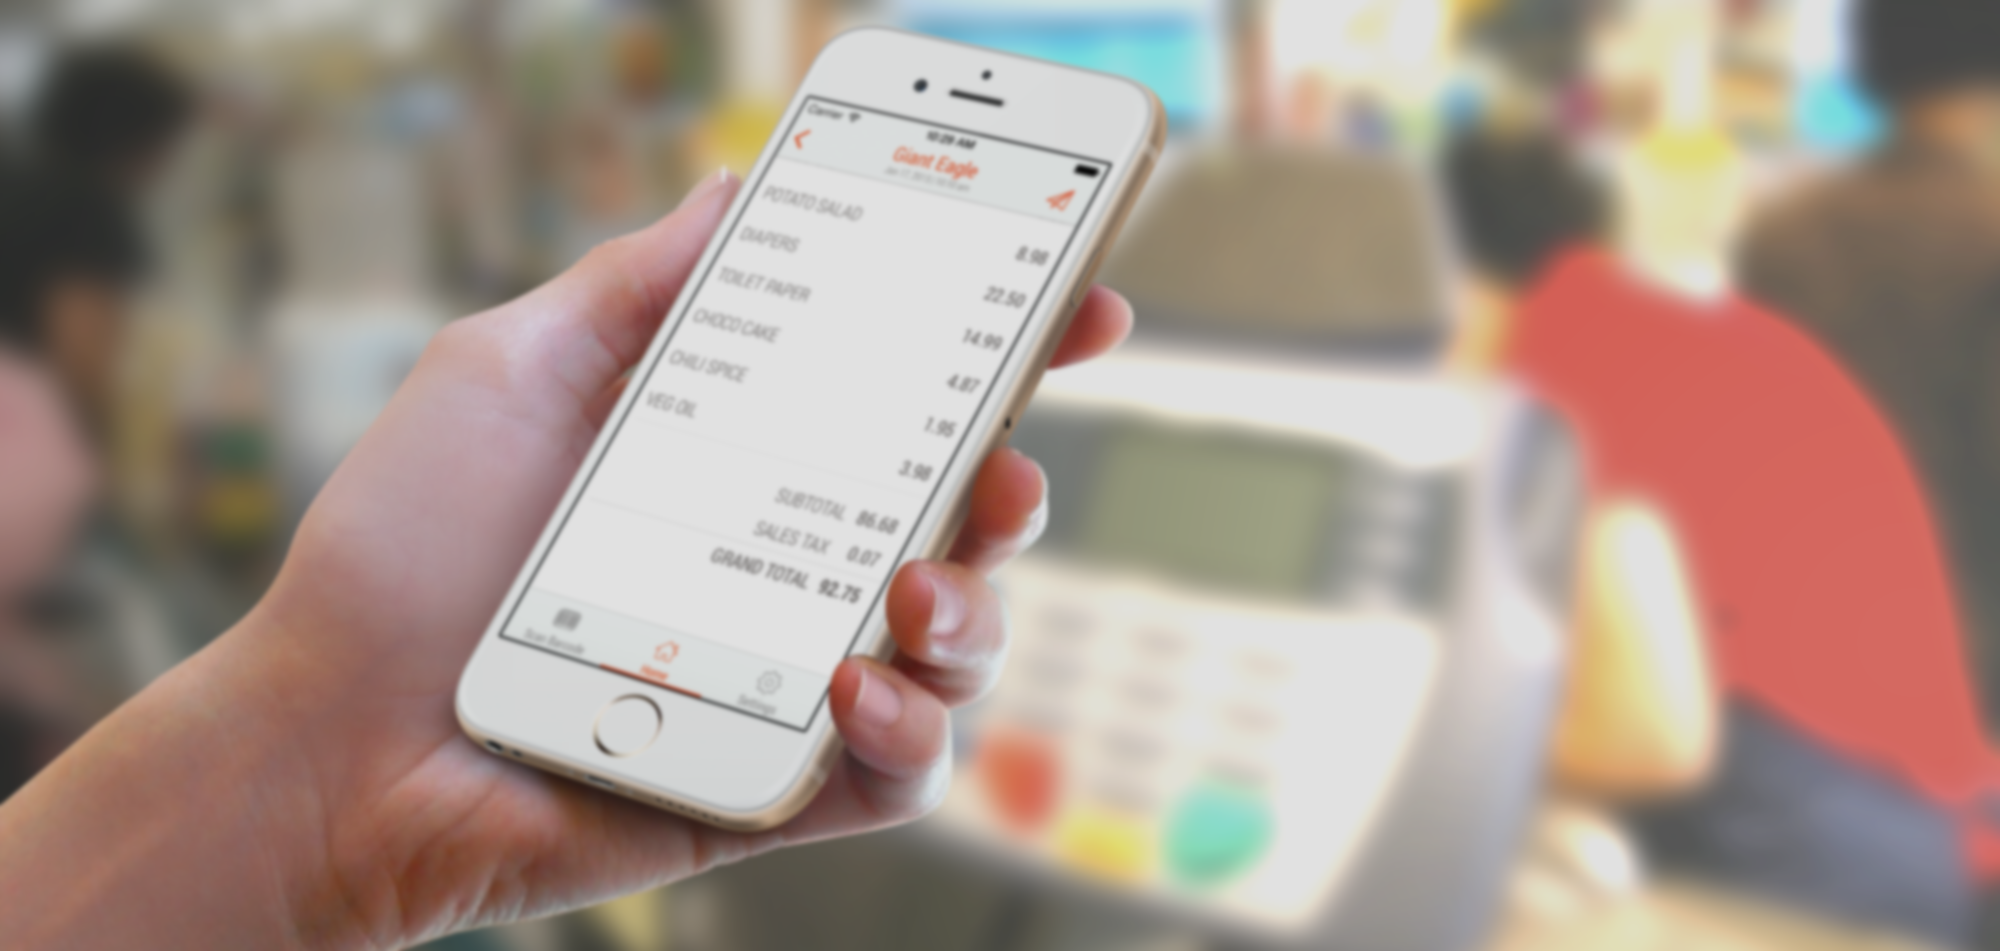 Carrier
10:29 AM
Giant Eagle
POTATO SALAD 8.98
DIAPERS 22.50
TOILET PAPER 14.99
CHOCO CAKE 4.87
CHILI SPICE 1.95
VEG OIL 3.98
SUBTOTAL 86.68
SALES TAX 0.07
GRAND TOTAL 92.75
Scan Barcode
Home
Settings